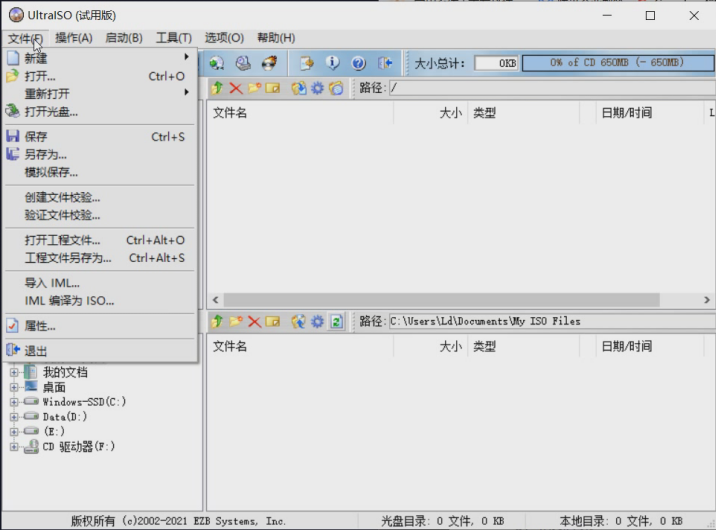 UltraISO (试用版)
文件(F) 操作(A) 启动(B) 工具(T) 选项(O) 帮助(H)
新建
打开... Ctrl+O
重新打开
打开光盘...
保存 Ctrl+S
另存为...
模拟保存...
创建文件校验...
验证文件校验...
打开工程文件... Ctrl+Alt+O
工程文件另存为... Ctrl+Alt+S
导入 IML...
IML 编译为 ISO...
属性...
退出
大小总计: 0KB 0% of CD 650MB (- 650MB)
路径: /
文件名 大小 类型 日期/时间 L
路径: C:\Users\Ld\Documents\My ISO Files
文件名 大小 类型 日期/时间
我的文档
桌面
Windows-SSD(C:)
Data(D:)
(E:)
CD 驱动器(F:)
版权所有 (c)2002-2021 EZB Systems, Inc. 光盘目录: 0 文件, 0 KB 本地目录: 0 文件, 0 KB